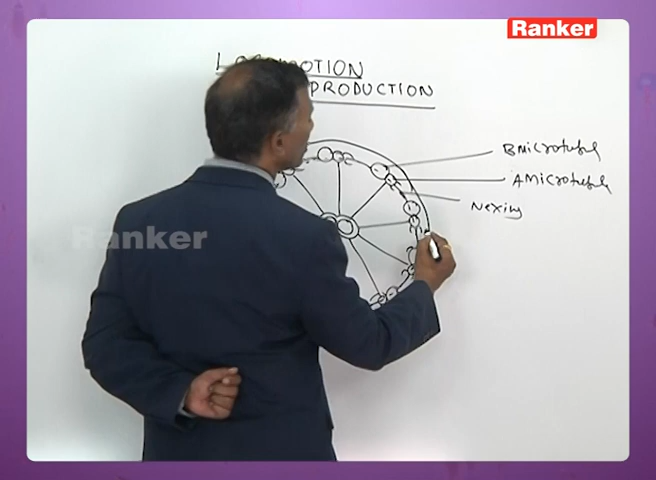 Ranker
LOCOMOTION
PRODUCTION
B Microtubule
A Microtubule
Nexin
Ranker